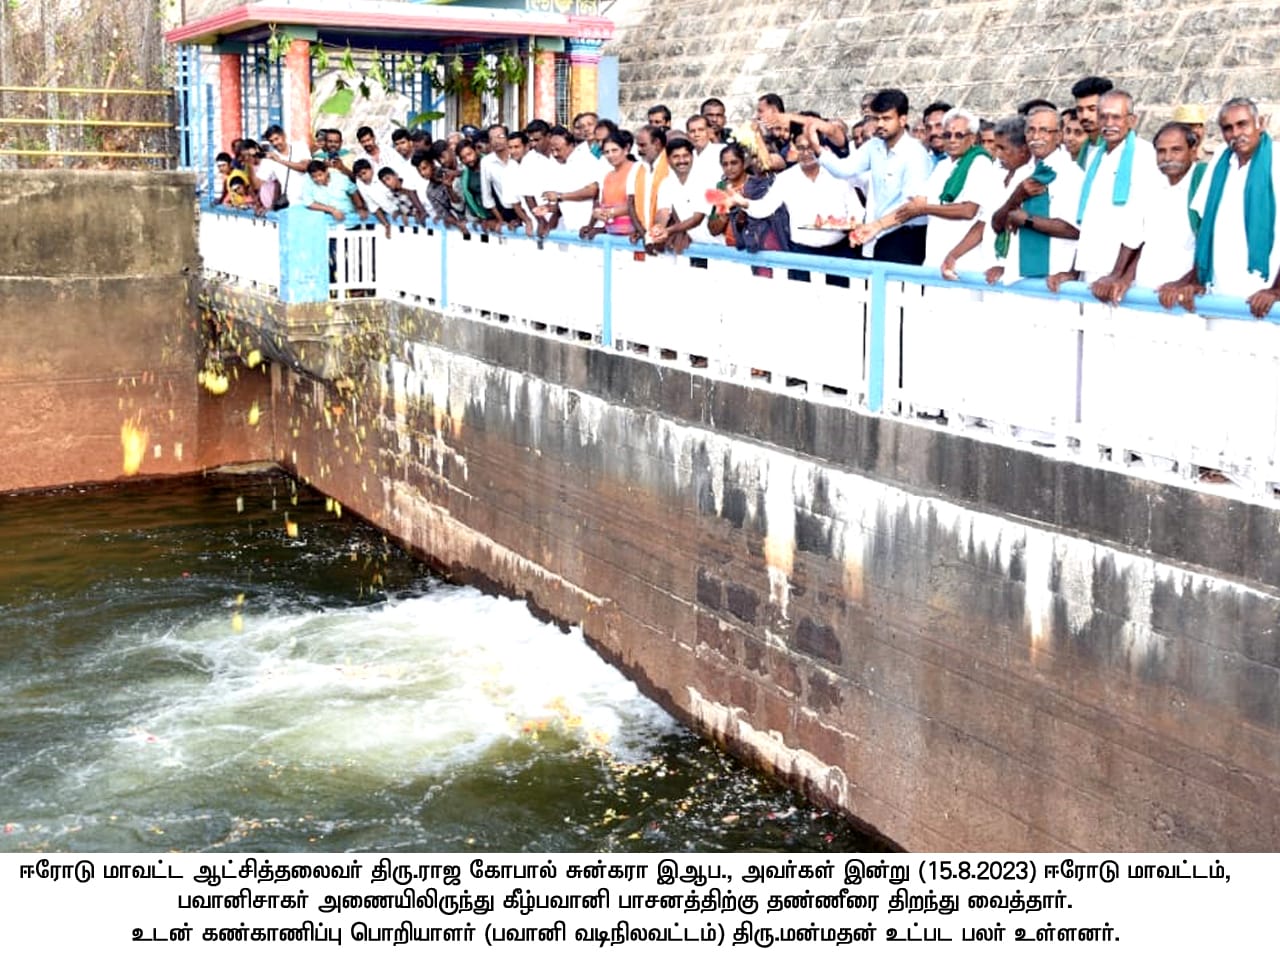 ஈரோடு மாவட்ட ஆட்சித்தலைவர் திரு.ராஜ கோபால் சுன்கரா இஆப., அவர்கள் இன்று (15.8.2023) ஈரோடு மாவட்டம்,
பவானிசாகர் அணையிலிருந்து கீழ்பவானி பாசனத்திற்கு தண்ணீரை திறந்து வைத்தார்.
உடன் கண்காணிப்பு பொறியாளர் (பவானி வடிநிலவட்டம்) திரு.மன்மதன் உட்பட பலர் உள்ளனர்.